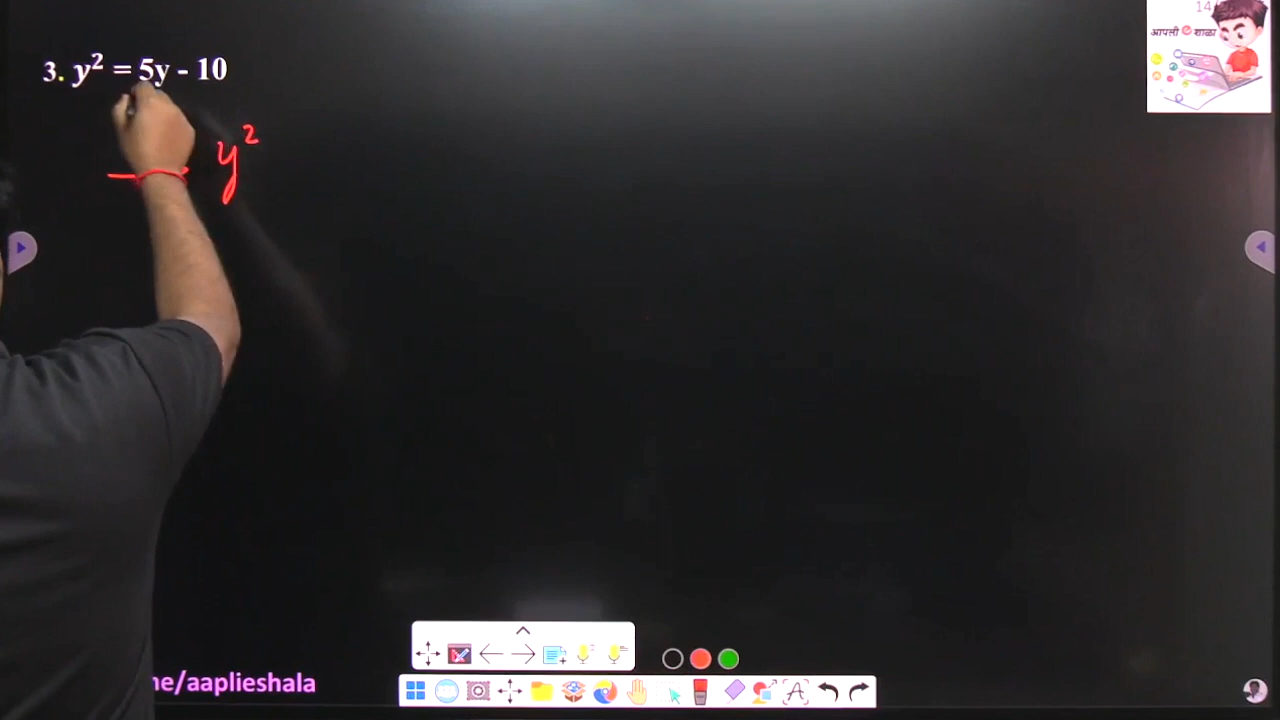 14
आपली e शाळा
3. y² = 5y - 10
y²
ne/aaplieshala